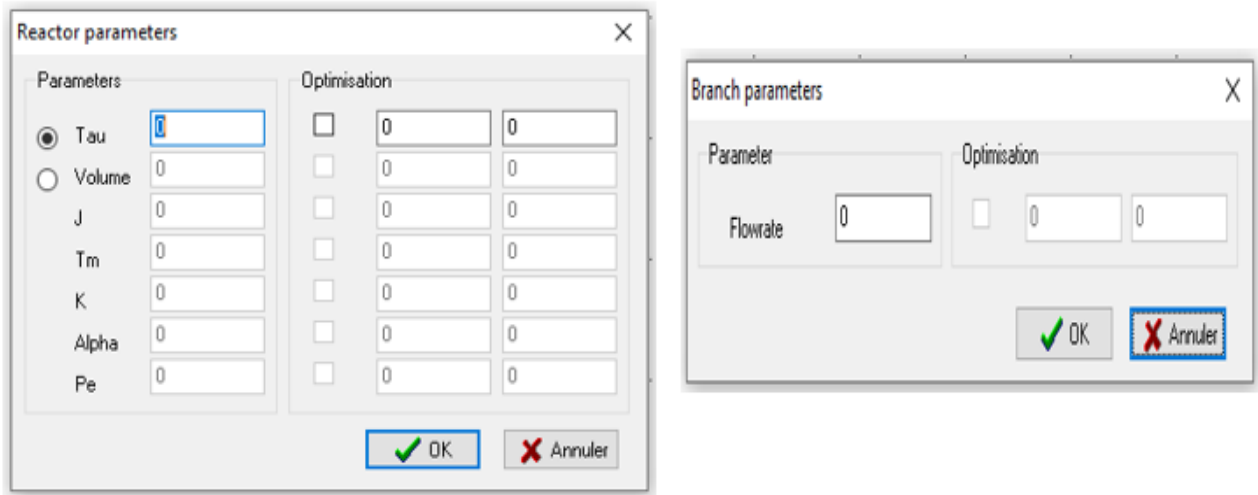 Reactor parameters
Parameters
Optimisation
Tau 0 0 0
Volume 0 0 0
J 0 0 0
Tm 0 0 0
K 0 0 0
Alpha 0 0 0
Pe 0 0 0
OK Annuler
Branch parameters
Parameter
Optimisation
Flowrate 0 0 0
OK Annuler